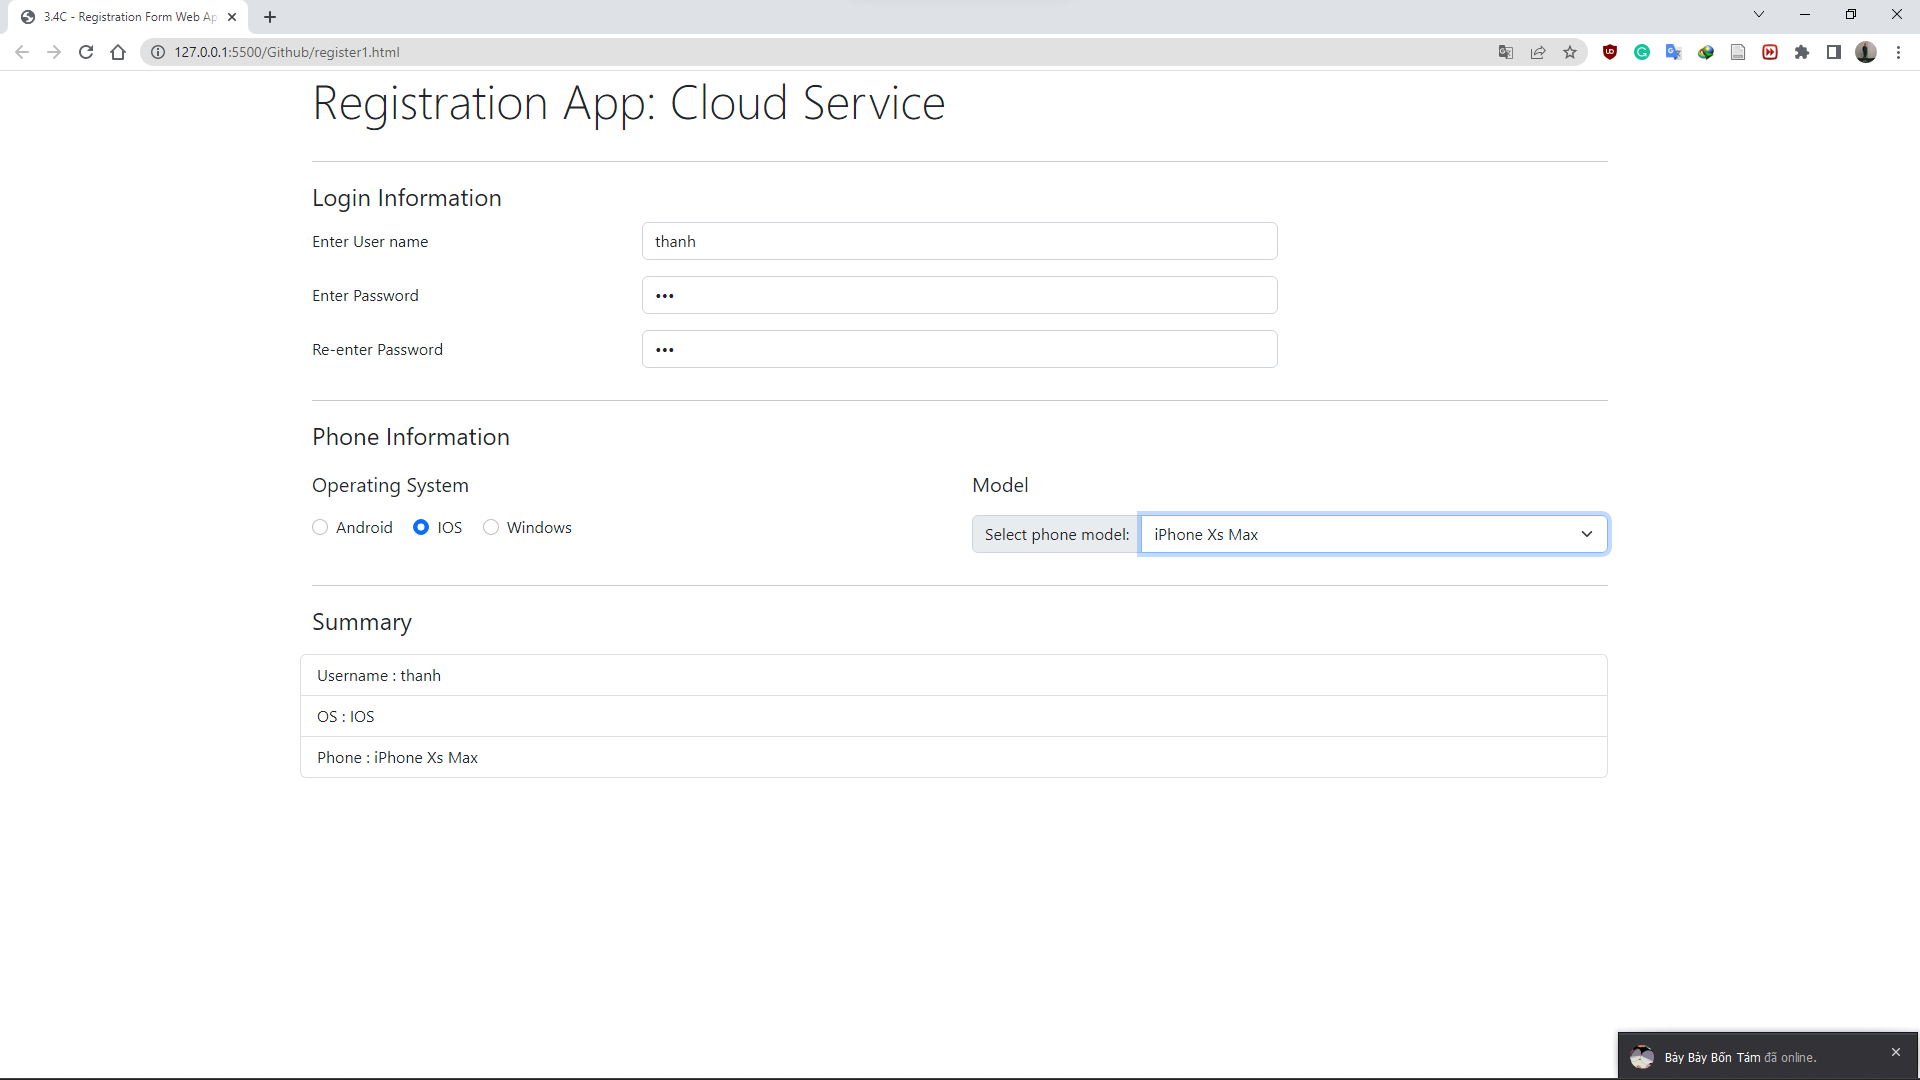 3.4C - Registration Form Web Ap
127.0.0.1:5500/Github/register1.html
Registration App: Cloud Service
Login Information
Enter User name
thanh
Enter Password
•••
Re-enter Password
•••
Phone Information
Operating System
Model
Android
IOS
Windows
Select phone model:
iPhone Xs Max
Summary
Username : thanh
OS : IOS
Phone : iPhone Xs Max
Bảy Bảy Bốn Tám đã online.